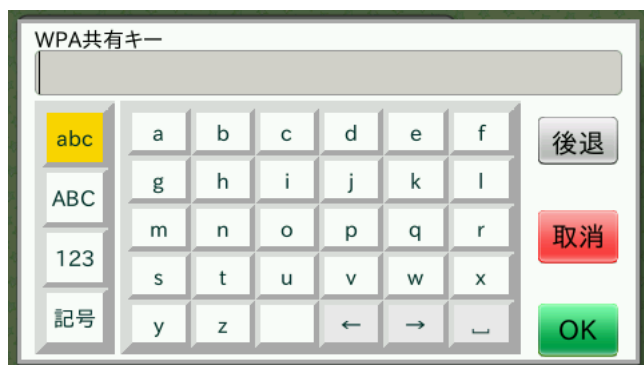 WPA共有キー
abc a b c d e f 後退
ABC g h i j k l
m n o p q r 取消
123 s t u v w x
記号 y z ← → ⎵ OK